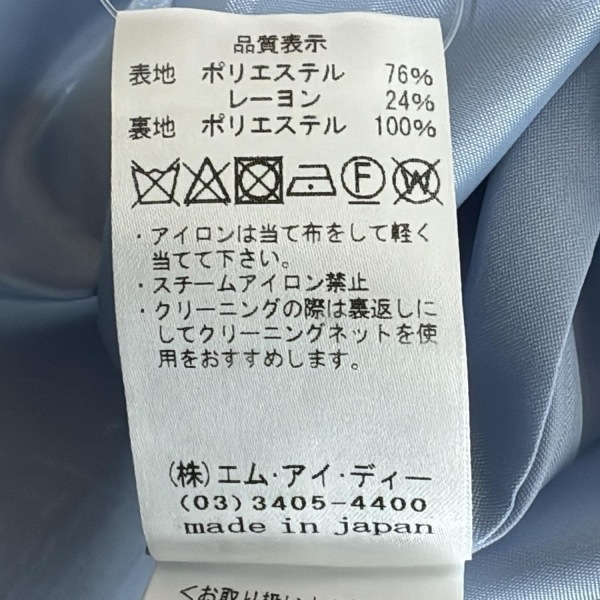 品質表示
表地 ポリエステル 76%
レーヨン 24%
裏地 ポリエステル 100%
F W
・アイロンは当て布をして軽く
当てて下さい。
・スチームアイロン禁止
・クリーニングの際は裏返しに
してクリーニングネットを使
用をおすすめします。
(株)エム・アイ・ディー
(03)3405-4400
made in japan